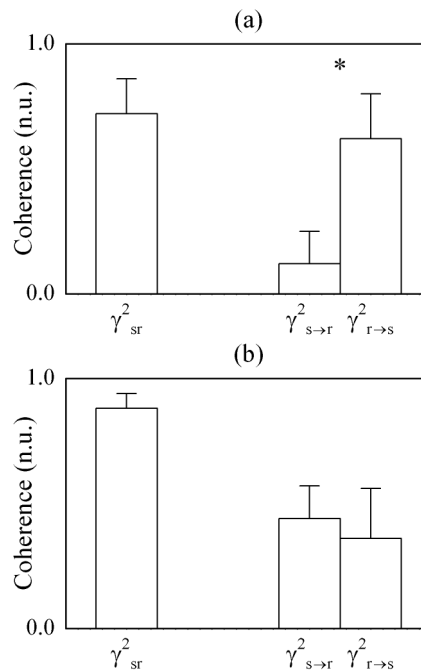 (a)
1.0
*
Coherence (n.u.)
0.0
γ²sr γ²s→r γ²r→s
(b)
1.0
Coherence (n.u.)
0.0
γ²sr γ²s→r γ²r→s